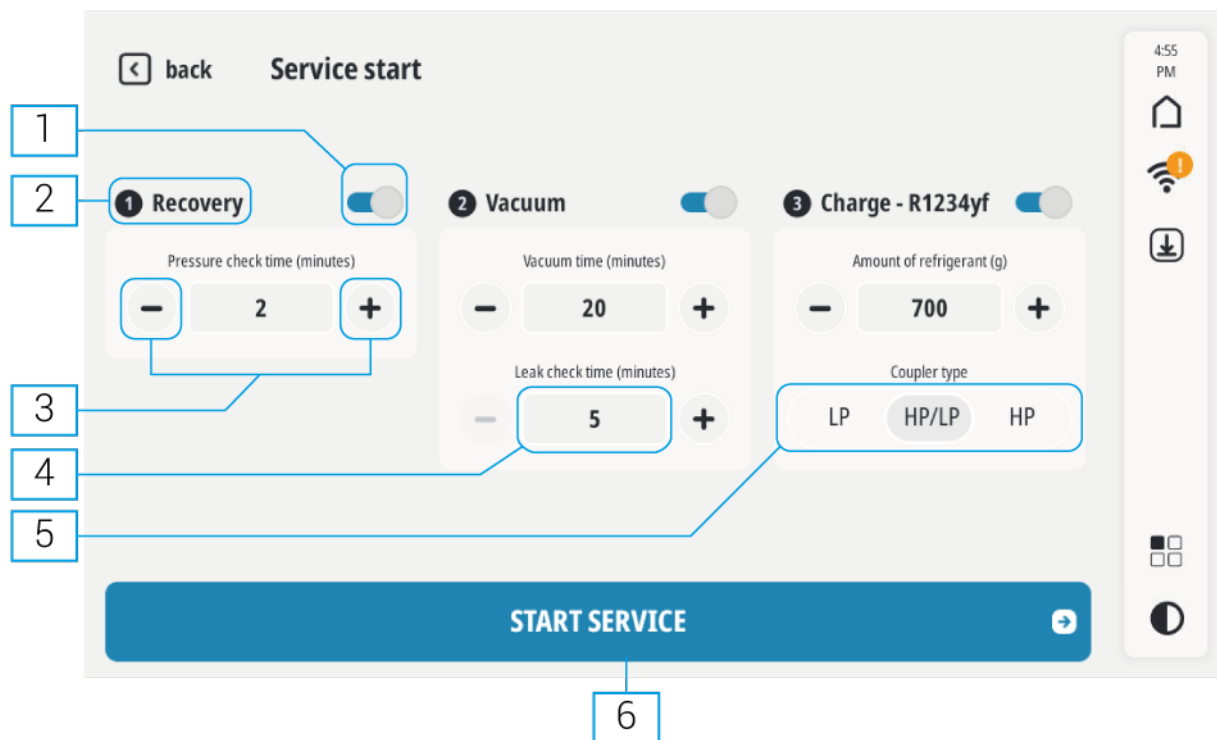 back
Service start
4:55
PM
1
2
1 Recovery
2 Vacuum
3 Charge - R1234yf
Pressure check time (minutes)
Vacuum time (minutes)
Amount of refrigerant (g)
− 2 +
− 20 +
− 700 +
Leak check time (minutes)
Coupler type
3
− 5 +
LP HP/LP HP
4
5
START SERVICE
6
!